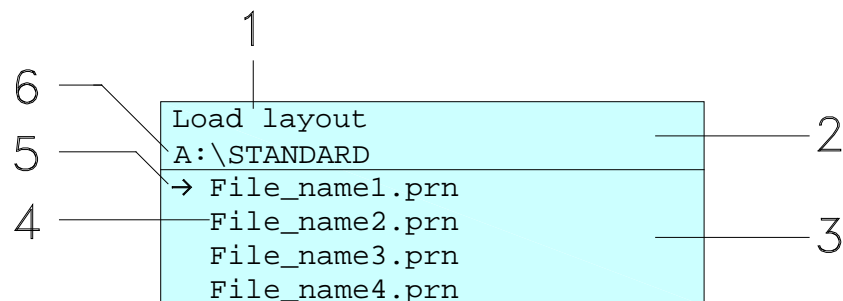 1
6
Load layout
2
5
A:\STANDARD
→ File_name1.prn
4
File_name2.prn
3
File_name3.prn
File_name4.prn